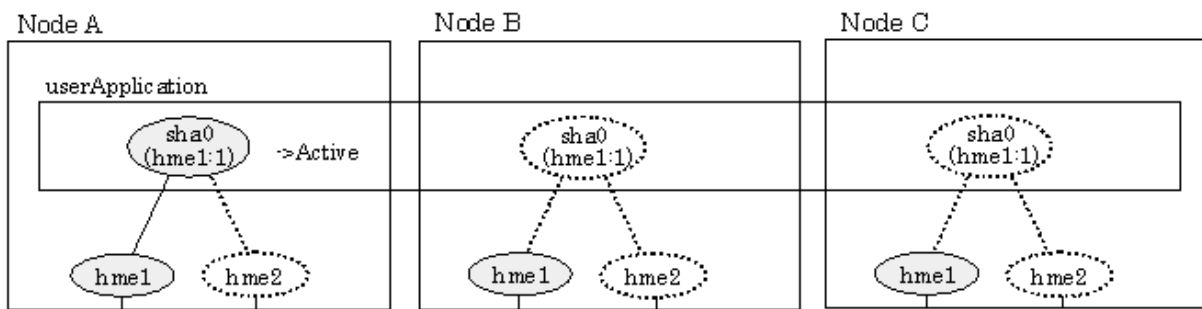 Node A
Node B
Node C
userApplication
sha0
(hme1:1)
->Active
sha0
(hme1:1)
sha0
(hme1:1)
hme1
hme2
hme1
hme2
hme1
hme2